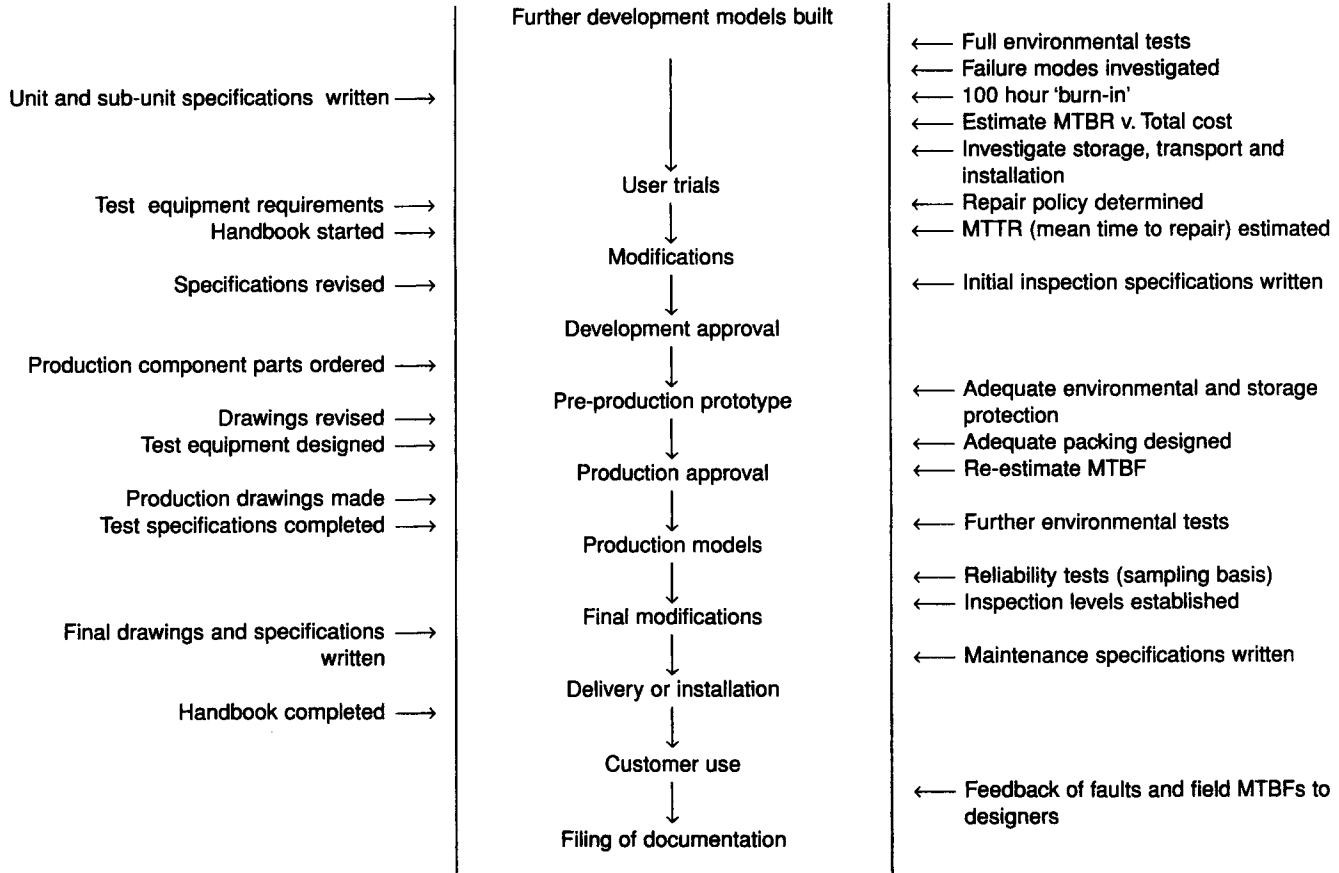 Further development models built
← Full environmental tests
← Failure modes investigated
Unit and sub-unit specifications written →
← 100 hour 'burn-in'
← Estimate MTBR v. Total cost
← Investigate storage, transport and
installation
User trials
Test equipment requirements →
← Repair policy determined
Handbook started →
← MTTR (mean time to repair) estimated
Modifications
Specifications revised →
← Initial inspection specifications written
Development approval
Production component parts ordered →
← Adequate environmental and storage
protection
Pre-production prototype
Drawings revised →
Test equipment designed →
← Adequate packing designed
Production approval
← Re-estimate MTBF
Production drawings made →
Test specifications completed →
← Further environmental tests
Production models
← Reliability tests (sampling basis)
← Inspection levels established
Final modifications
Final drawings and specifications →
written
← Maintenance specifications written
Delivery or installation
Handbook completed →
Customer use
← Feedback of faults and field MTBFs to
designers
Filing of documentation